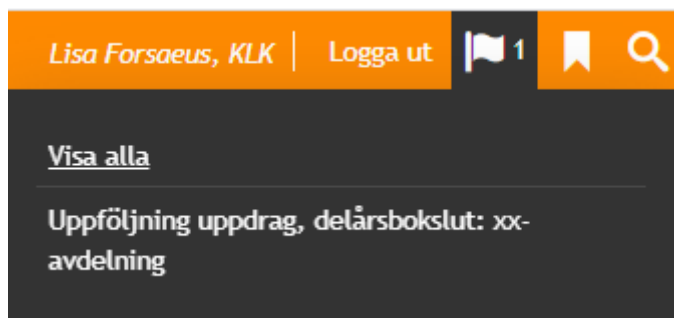 Lisa Forsaeus, KLK | Logga ut 1
Visa alla
Uppföljning uppdrag, delårsbokslut: xx-
avdelning